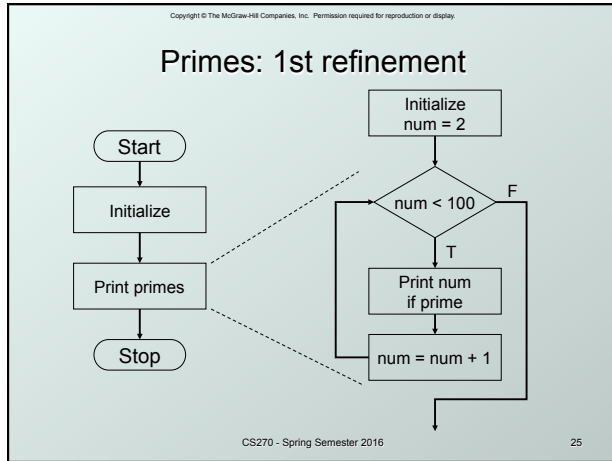 Copyright © The McGraw-Hill Companies, Inc. Permission required for reproduction or display.
Primes: 1st refinement
Start
Initialize
Print primes
Stop
Initialize
num = 2
num < 100
F
T
Print num
if prime
num = num + 1
CS270 - Spring Semester 2016
25